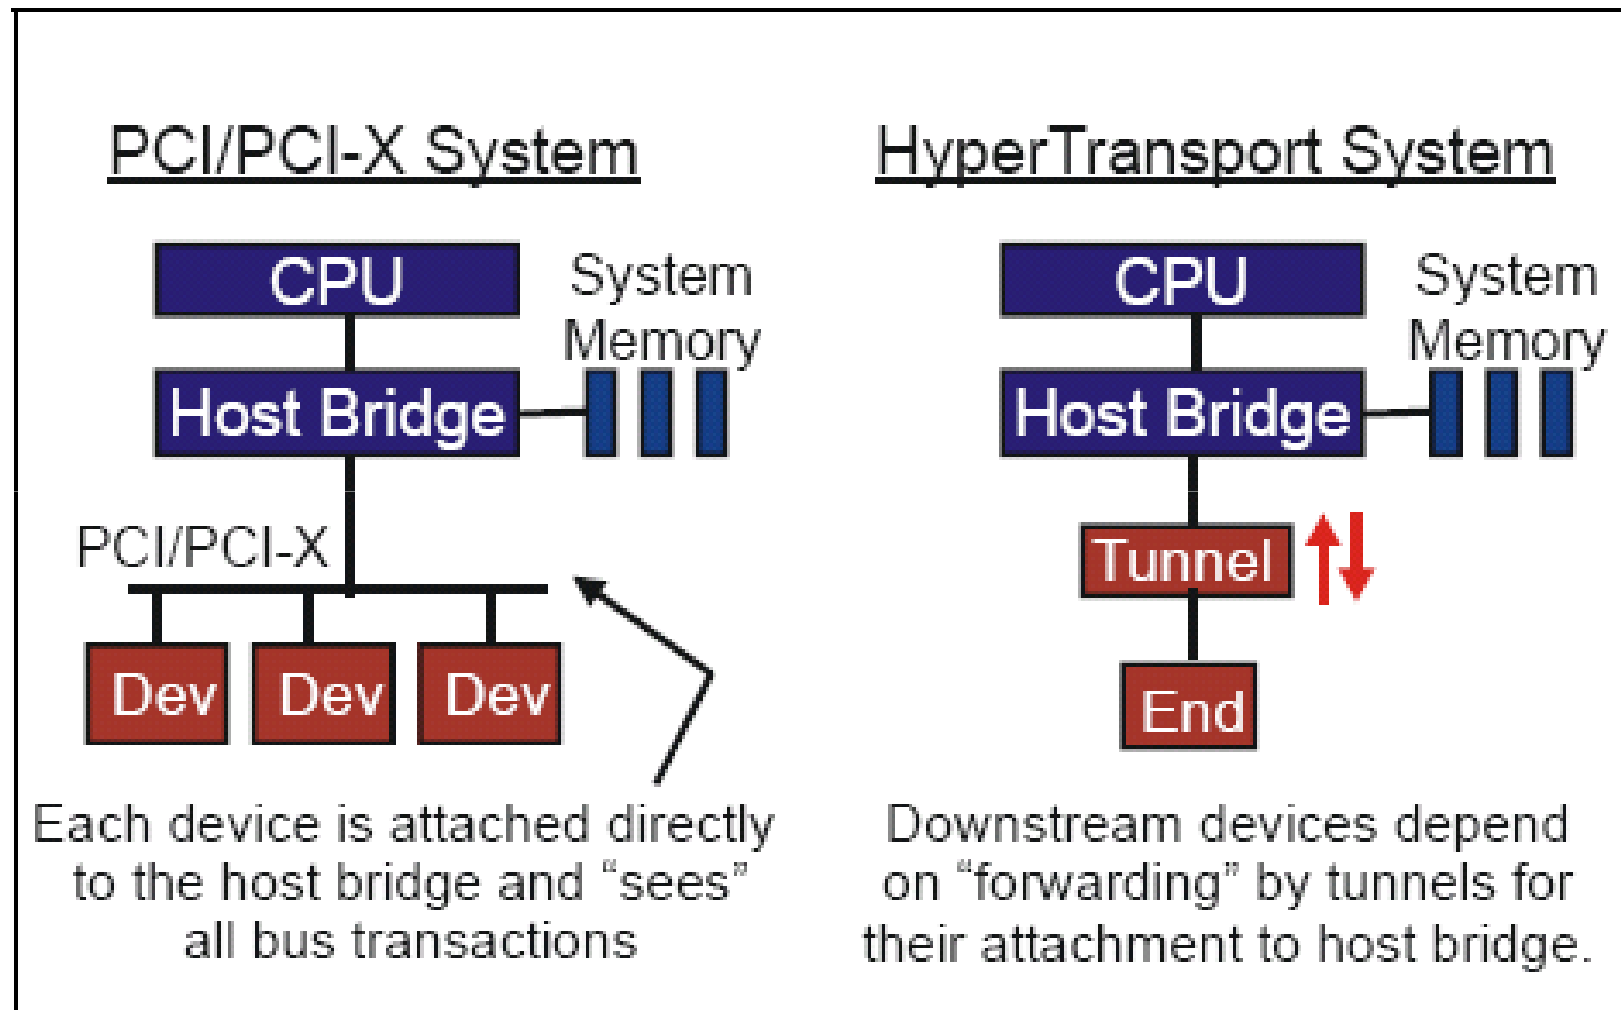 PCI/PCI-X System
CPU
System
Memory
Host Bridge
PCI/PCI-X
Dev
Dev
Dev
Each device is attached directly
to the host bridge and “sees”
all bus transactions
HyperTransport System
CPU
System
Memory
Host Bridge
Tunnel
End
Downstream devices depend
on “forwarding” by tunnels for
their attachment to host bridge.